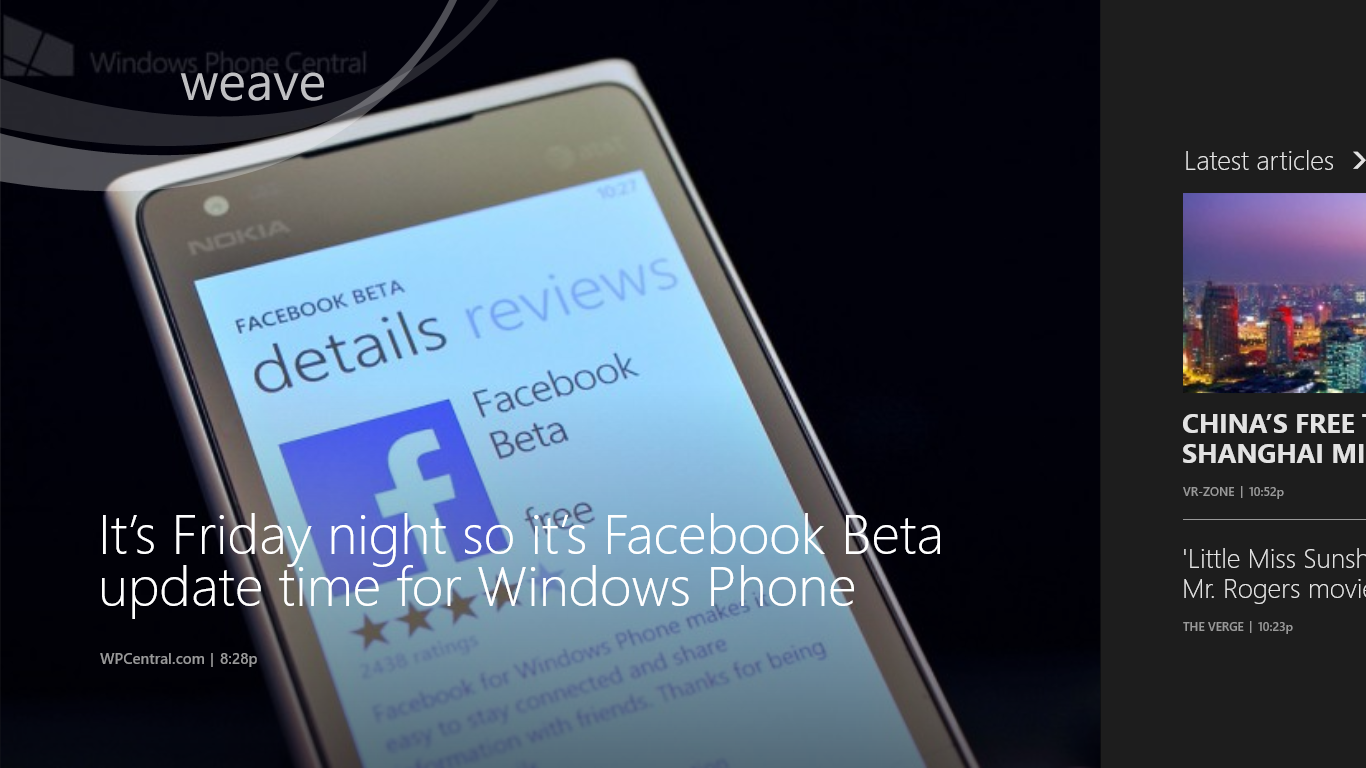 Windows Phone Central
weave
at&t
10:27
NOKIA
FACEBOOK BETA
details reviews
Facebook
Beta
free
It's Friday night so it's Facebook Beta
update time for Windows Phone
2438 ratings
WPCentral.com | 8:28p
Facebook for Windows Phone makes it
easy to stay connected and share
information with friends. Thanks for being
Latest articles
CHINA'S FREE
SHANGHAI MI
VR-ZONE | 10:52p
'Little Miss Sunsh
Mr. Rogers movie
THE VERGE | 10:23p